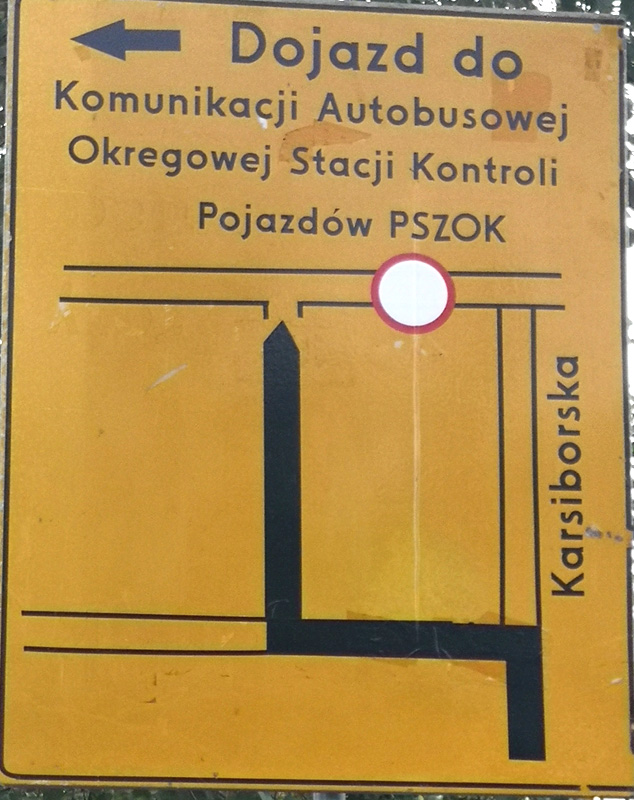 Dojazd do
Komunikacji Autobusowej
Okregowej Stacji Kontroli
Pojazdów PSZOK
Karsiborska